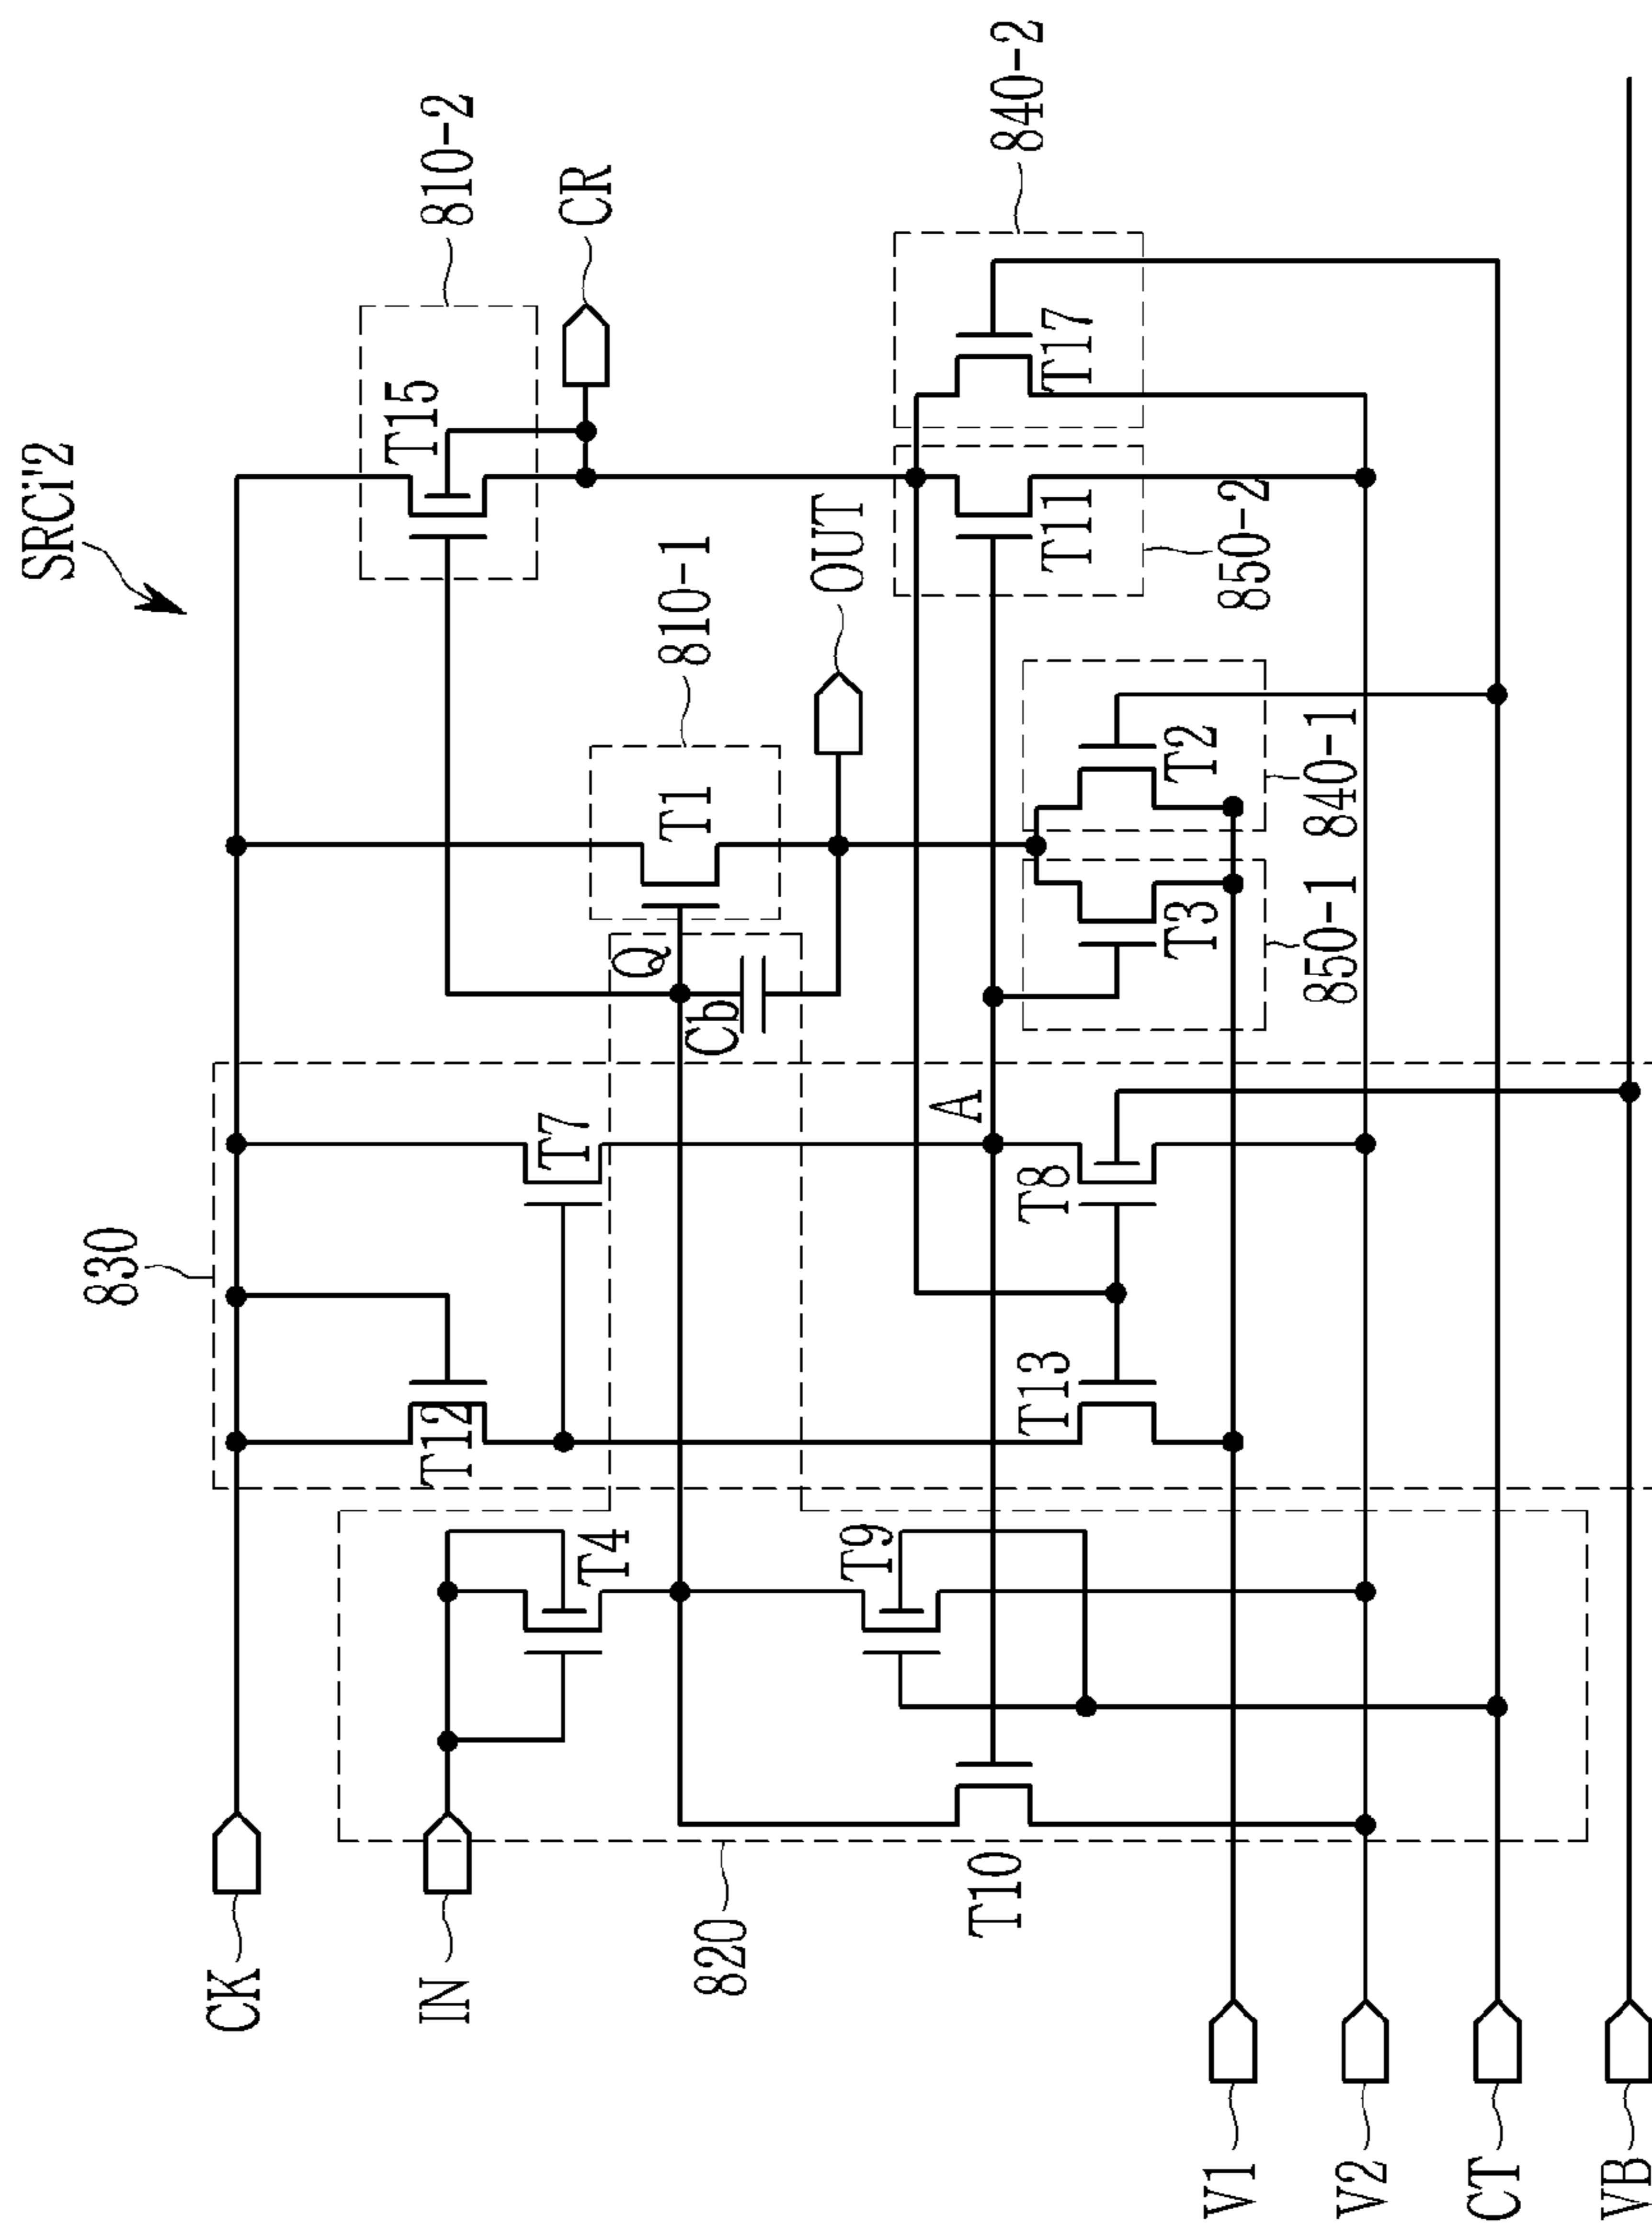 SRCi'2
810-2
T15
CR
840-2
T17
T11
850-2
810-1
T1
OUT
T2
840-1
T3
850-1
Q
Cb
A
830
T7
T8
T12
T13
T4
T9
T10
820
CK
IN
V1
V2
CT
VB